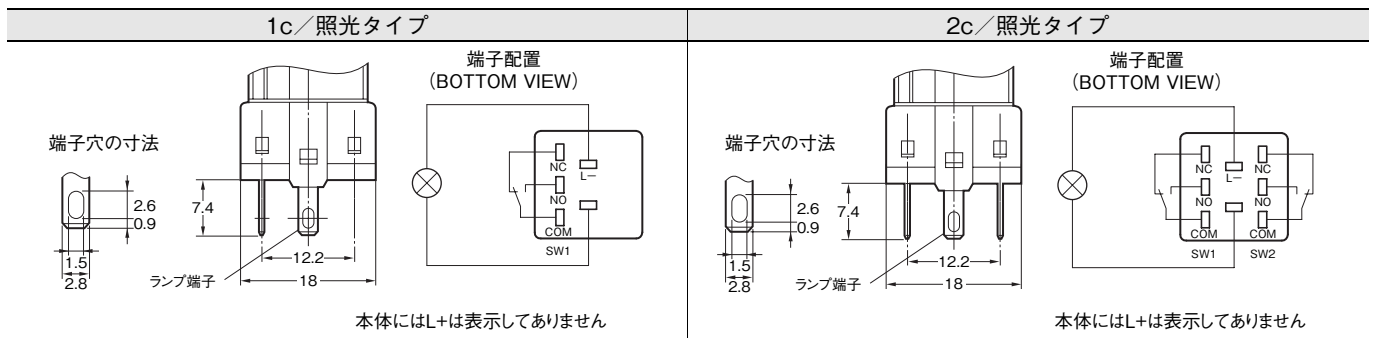 1c／照光タイプ
端子配置
(BOTTOM VIEW)
端子穴の寸法
2.6
0.9
1.5
2.8
7.4
12.2
18
ランプ端子
NC
L−
NO
COM
SW1
本体にはL+は表示してありません
2c／照光タイプ
端子配置
(BOTTOM VIEW)
端子穴の寸法
2.6
0.9
1.5
2.8
7.4
12.2
18
ランプ端子
NC
L−
NC
NO
NO
COM
COM
SW1
SW2
本体にはL+は表示してありません